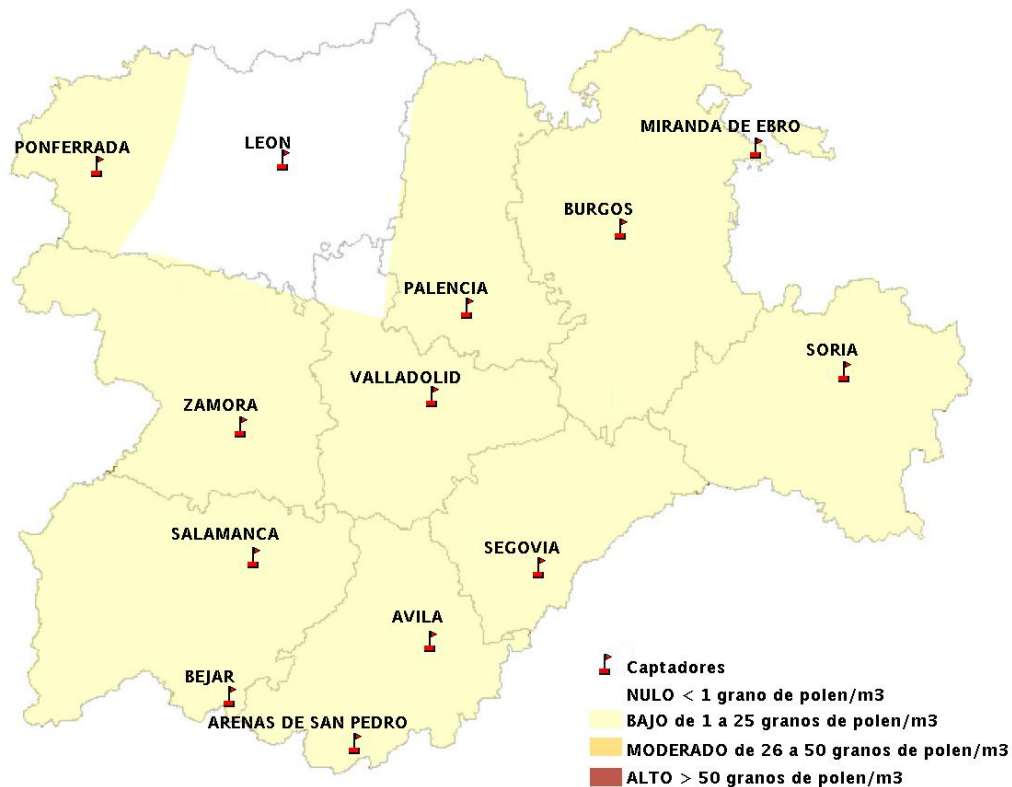 MIRANDA DE EBRO
PONFERRADA
LEON
BURGOS
PALENCIA
SORIA
VALLADOLID
ZAMORA
SALAMANCA
SEGOVIA
AVILA
BEJAR
ARENAS DE SAN PEDRO
Captadores
NULO < 1 grano de polen/m3
BAJO de 1 a 25 granos de polen/m3
MODERADO de 26 a 50 granos de polen/m3
ALTO > 50 granos de polen/m3